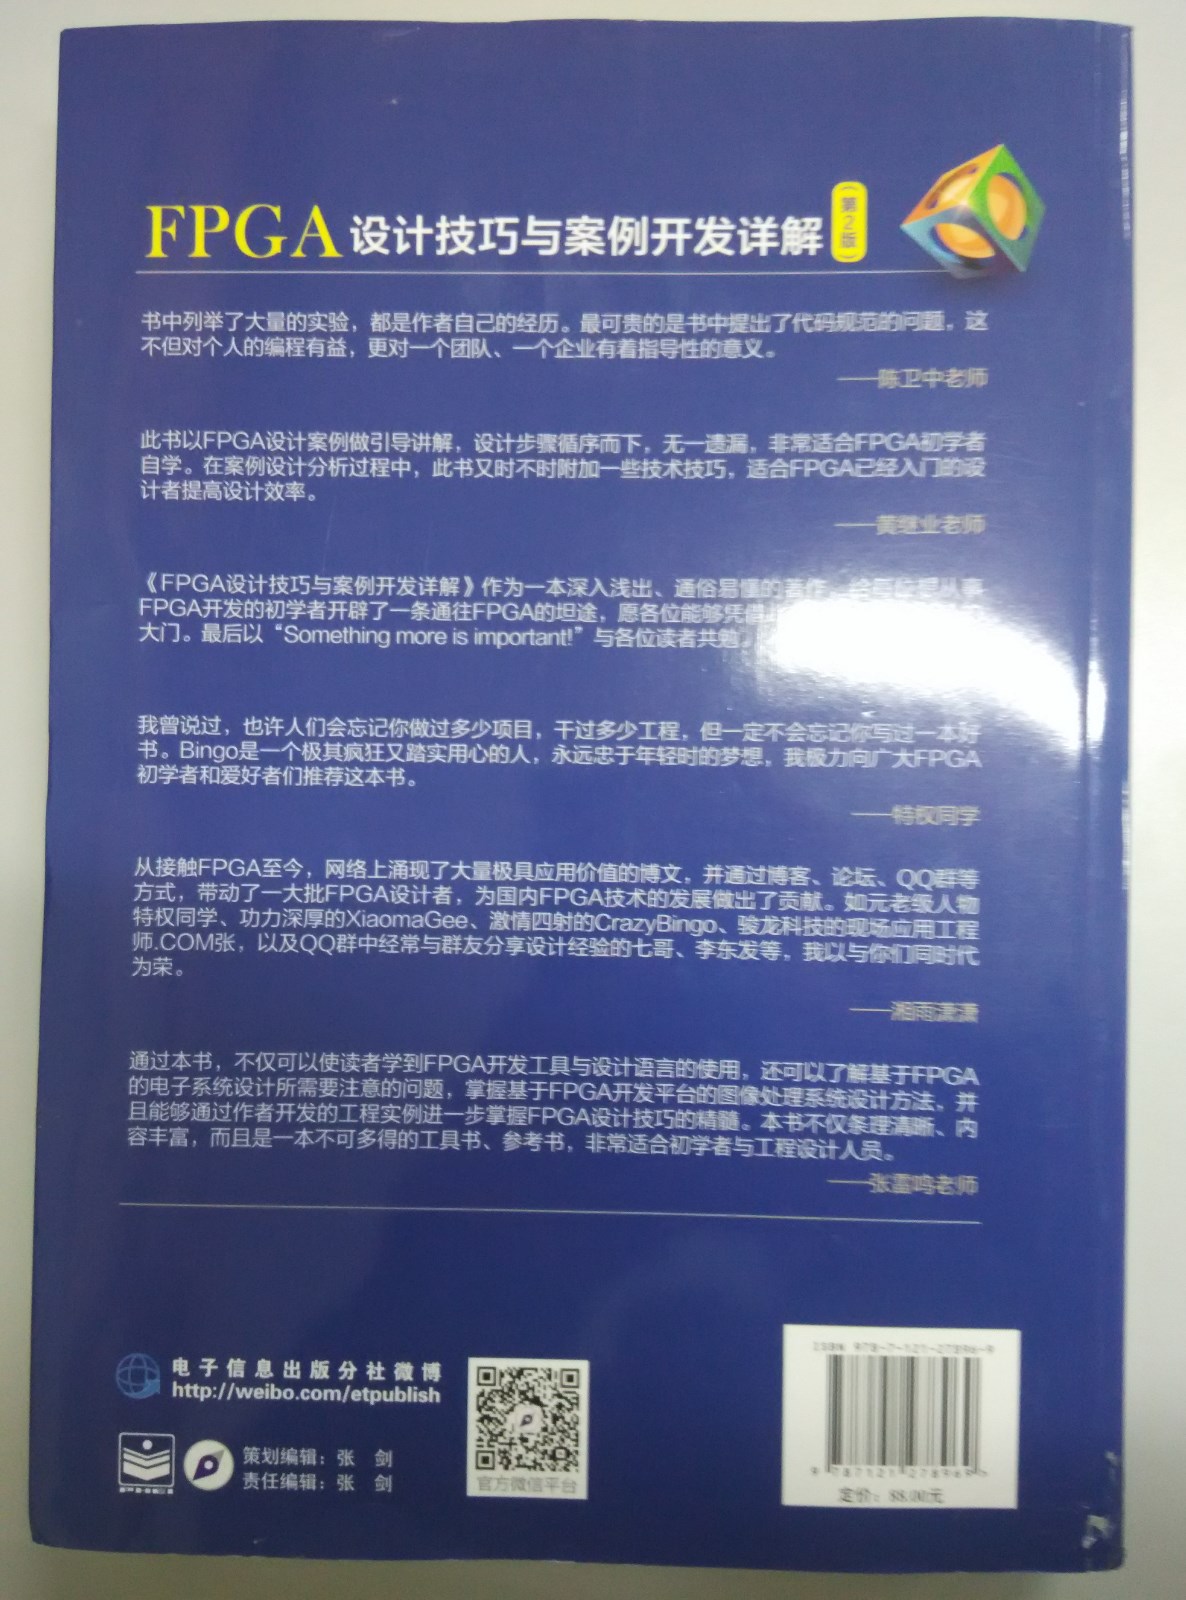 FPGA设计技巧与案例开发详解（第2版）
书中列举了大量的实验，都是作者自己的经历。最可贵的是书中提出了代码规范的问题，这
不但对个人的编程有益，更对一个团队、一个企业有着指导性的意义。
——陈卫中老师
此书以FPGA设计案例做引导讲解，设计步骤循序而下，无一遗漏，非常适合FPGA初学者
自学。在案例设计分析过程中，此书又时不时附加一些技术技巧，适合FPGA已经入门的设
计者提高设计效率。
——黄继业老师
《FPGA设计技巧与案例开发详解》作为一本深入浅出、通俗易懂的著作，给每位想从事
FPGA开发的初学者开辟了一条通往FPGA的坦途，愿各位能够凭借
大门。最后以“Something more is important!”与各位读者共勉。
我曾说过，也许人们会忘记你做过多少项目，干过多少工程，但一定不会忘记你写过一本好
书。Bingo是一个极其疯狂又踏实用心的人，永远忠于年轻时的梦想，我极力向广大FPGA
初学者和爱好者们推荐这本书。
——特权同学
从接触FPGA至今，网络上涌现了大量极具应用价值的博文，并通过博客、论坛、QQ群等
方式，带动了一大批FPGA设计者，为国内FPGA技术的发展做出了贡献。如元老级人物
特权同学、功力深厚的XiaomaGee、激情四射的CrazyBingo、骏龙科技的现场应用工程
师.COM张，以及QQ群中经常与群友分享设计经验的七哥、李东发等，我以与你们同时代
为荣。
——湘雨潇潇
通过本书，不仅可以使读者学到FPGA开发工具与设计语言的使用，还可以了解基于FPGA
的电子系统设计所需要注意的问题，掌握基于FPGA开发平台的图像处理系统设计方法，并
且能够通过作者开发的工程实例进一步掌握FPGA设计技巧的精髓。本书不仅条理清晰、内
容丰富，而且是一本不可多得的工具书、参考书，非常适合初学者与工程设计人员。
——张雷鸣老师
电子信息出版分社微博
http://weibo.com/etpublish
策划编辑：张 剑
责任编辑：张 剑
官方微信平台
ISBN 978-7-121-27896-9
9 787121 278969 >
定价：88.00元